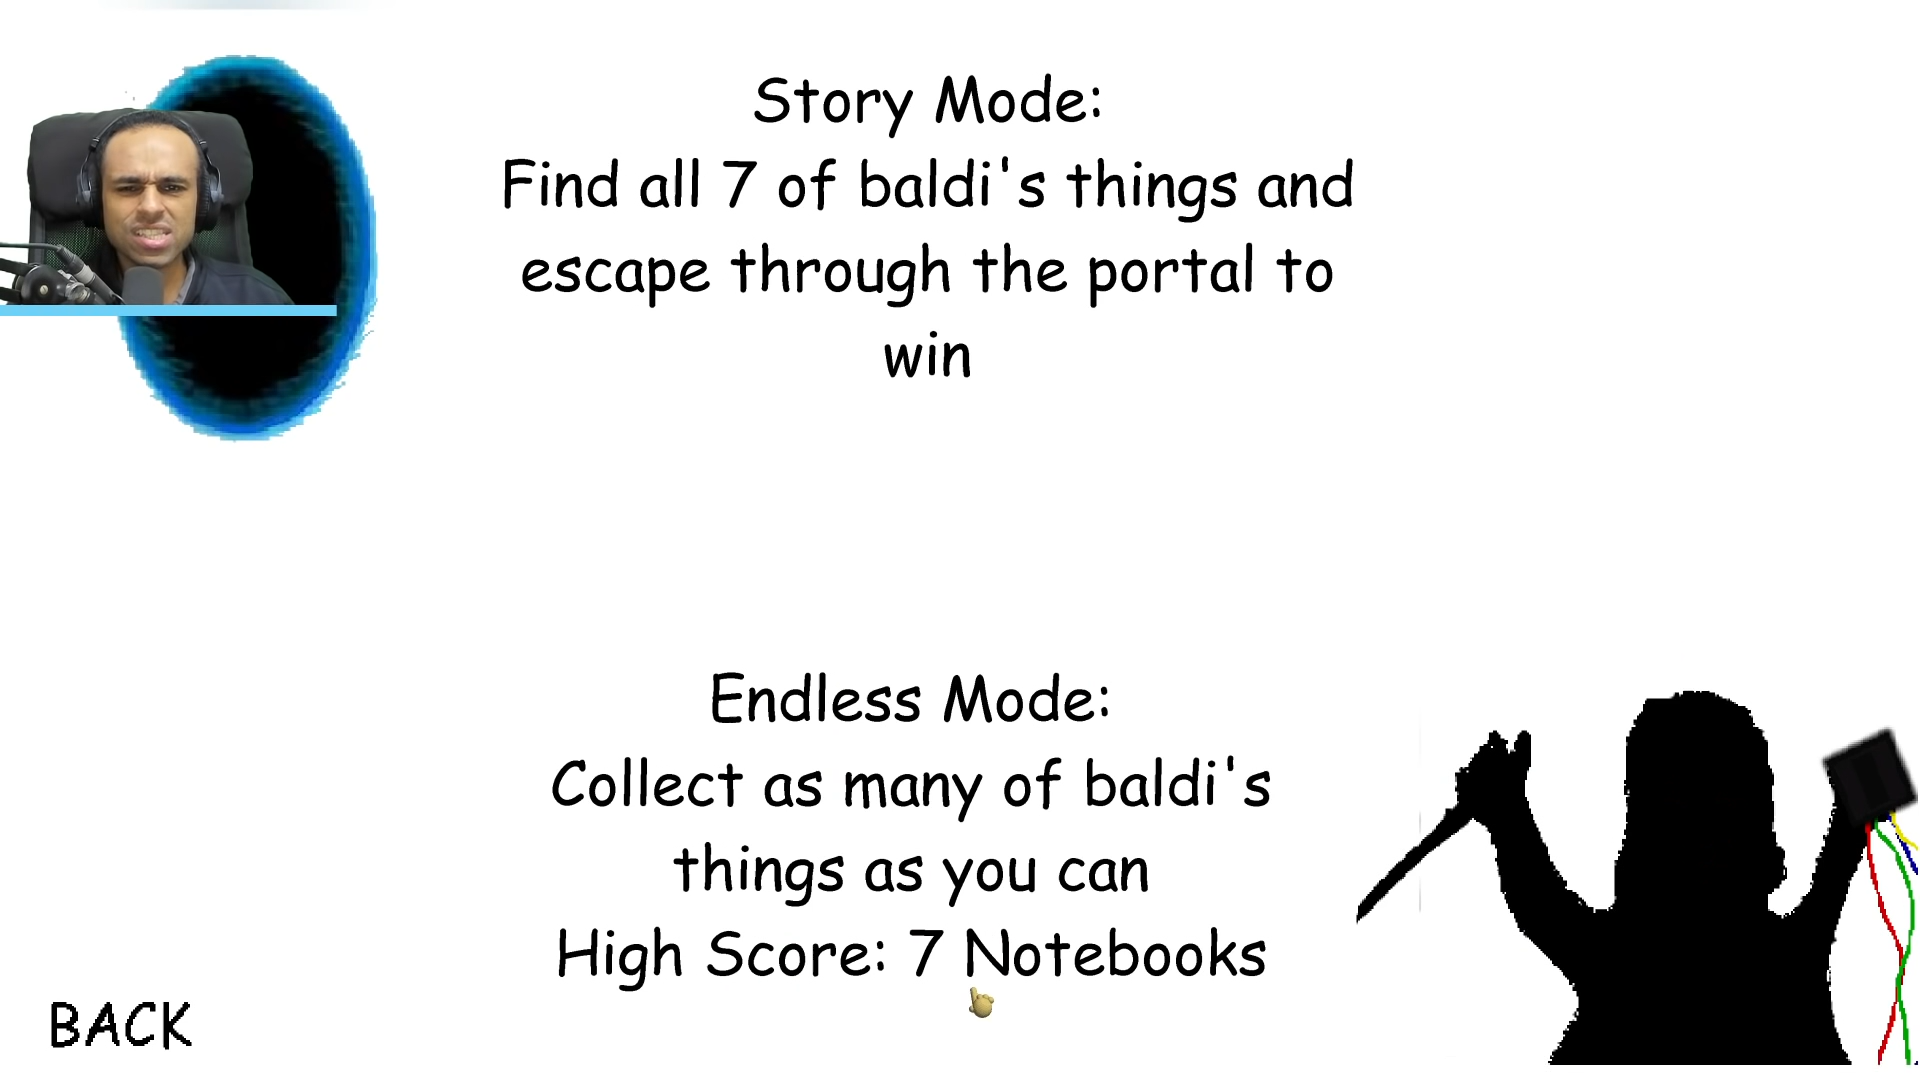 Story Mode:
Find all 7 of baldi's things and
escape through the portal to
win
Endless Mode:
Collect as many of baldi's
things as you can
High Score: 7 Notebooks
BACK